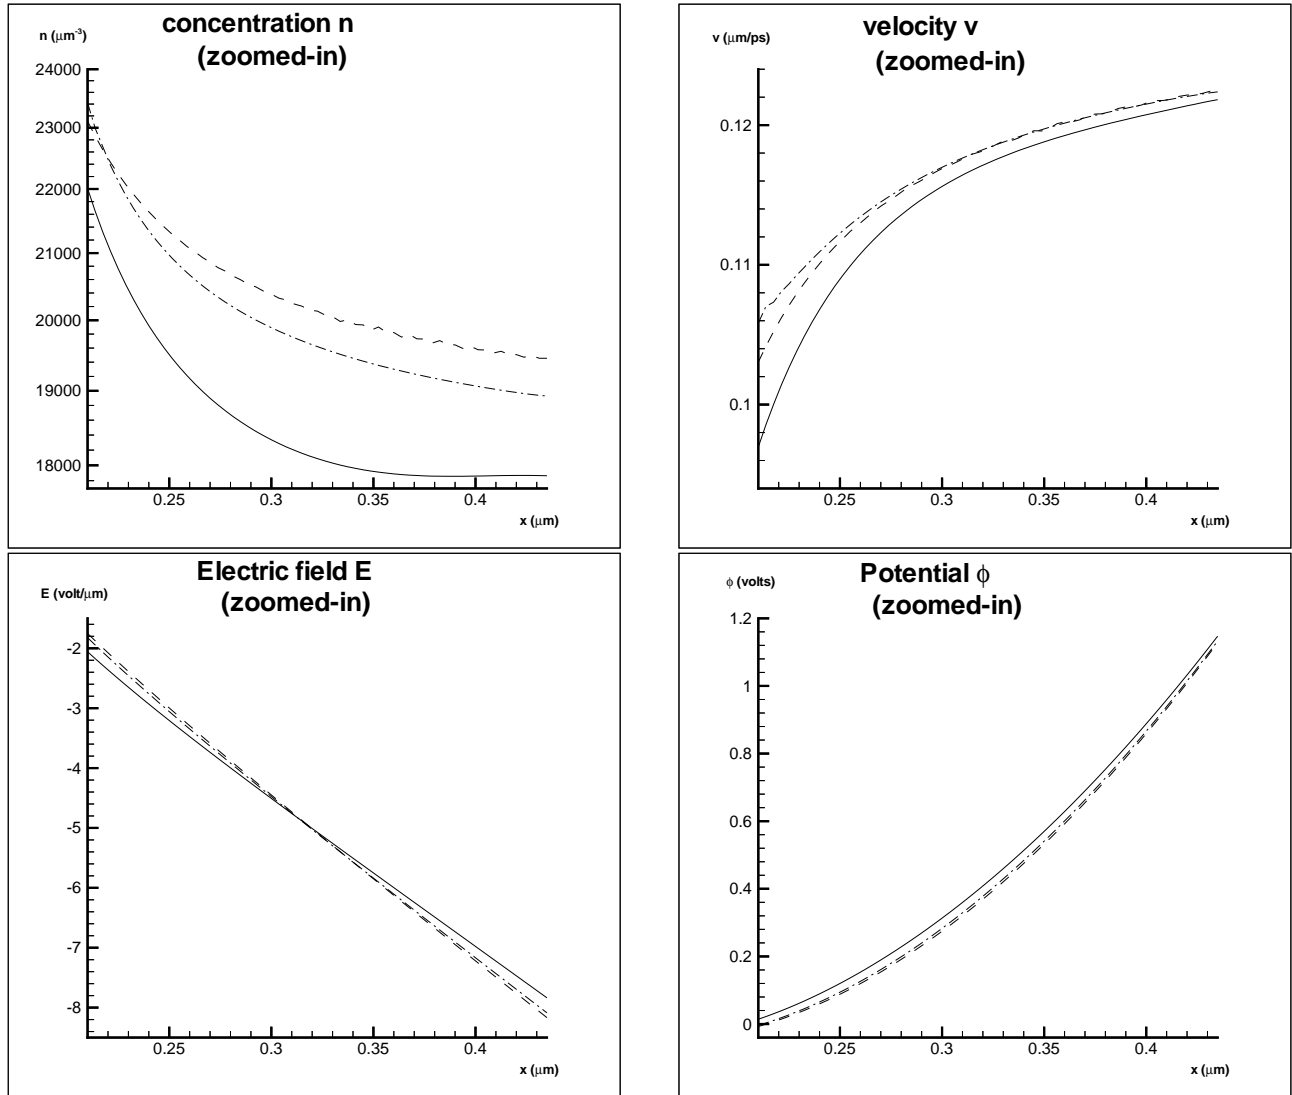 concentration n
(zoomed-in)
n (μm-3)
24000
23000
22000
21000
20000
19000
18000
0.25 0.3 0.35 0.4
x (μm)
velocity v
(zoomed-in)
v (μm/ps)
0.12
0.11
0.1
0.25 0.3 0.35 0.4
x (μm)
Electric field E
(zoomed-in)
E (volt/μm)
-2
-3
-4
-5
-6
-7
-8
0.25 0.3 0.35 0.4
x (μm)
Potential ϕ
(zoomed-in)
ϕ (volts)
1.2
1
0.8
0.6
0.4
0.2
0
0.25 0.3 0.35 0.4
x (μm)